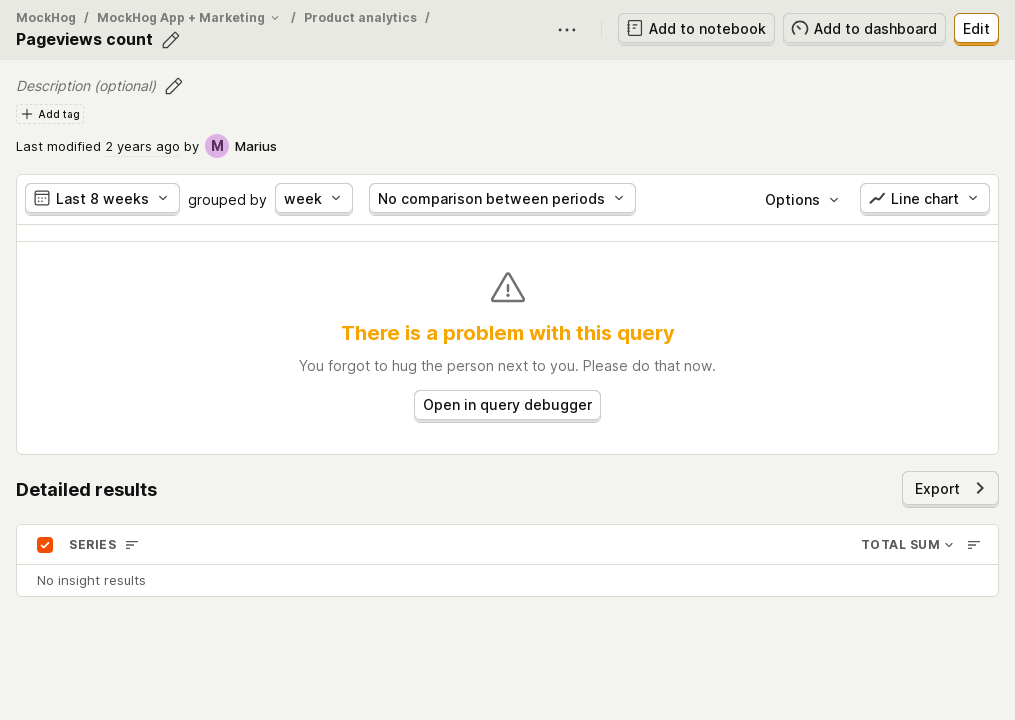 MockHog / MockHog App + Marketing / Product analytics /
Pageviews count
Add to notebook
Add to dashboard
Edit
Description (optional)
Add tag
Last modified 2 years ago by M Marius
Last 8 weeks grouped by week No comparison between periods Options Line chart
There is a problem with this query
You forgot to hug the person next to you. Please do that now.
Open in query debugger
Detailed results
Export
SERIES TOTAL SUM
No insight results